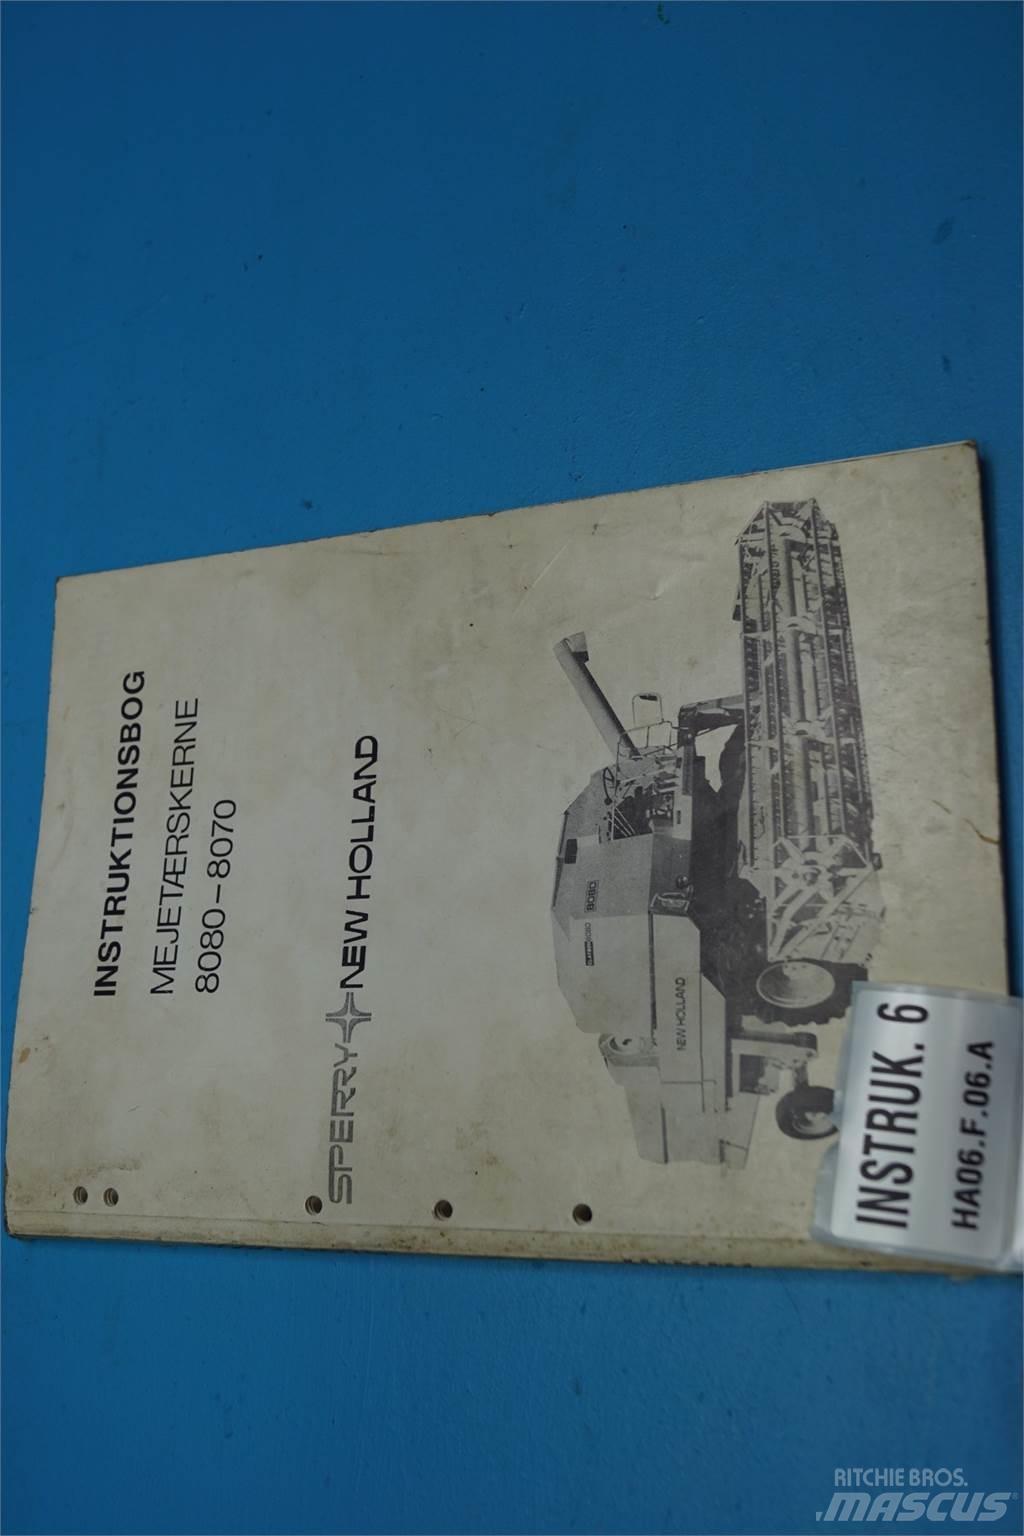 INSTRUKTIONSBOG
MEJETÆRSKERNE
8080-8070
SPERRY NEW HOLLAND
8080
NEW HOLLAND
INSTRUK. 6
HA06.F.06.A
RITCHIE BROS.
MASCUS